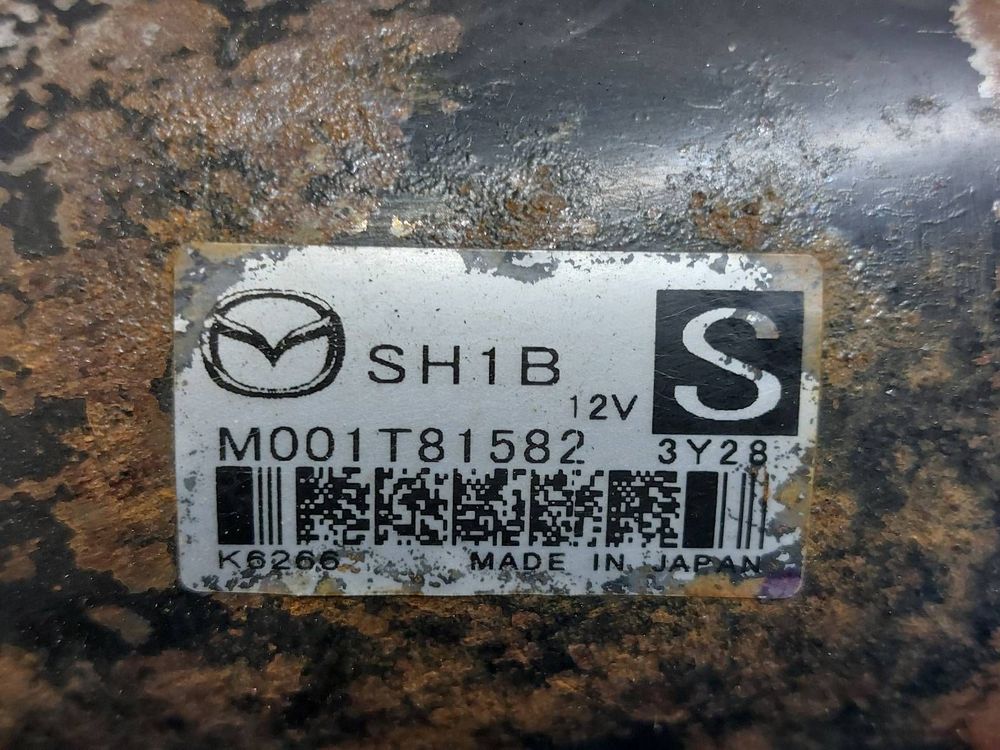 SH1B
S
12V
M001T81582
3Y28
K6266
MADE IN JAPAN